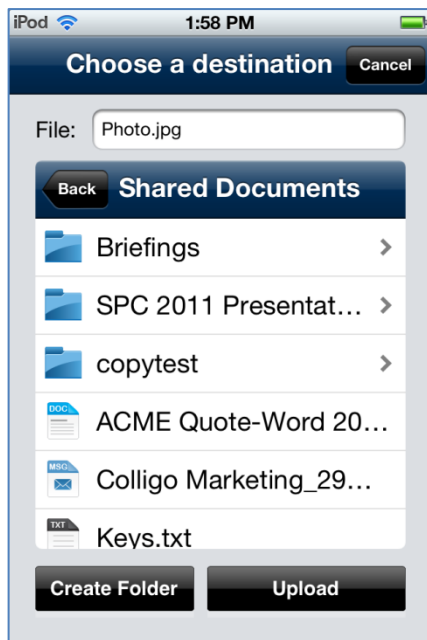 iPod 1:58 PM
Choose a destination Cancel
File: Photo.jpg
Back Shared Documents
Briefings
SPC 2011 Presentat...
copytest
DOC ACME Quote-Word 20...
MSG Colligo Marketing_29...
TXT Keys.txt
Create Folder Upload